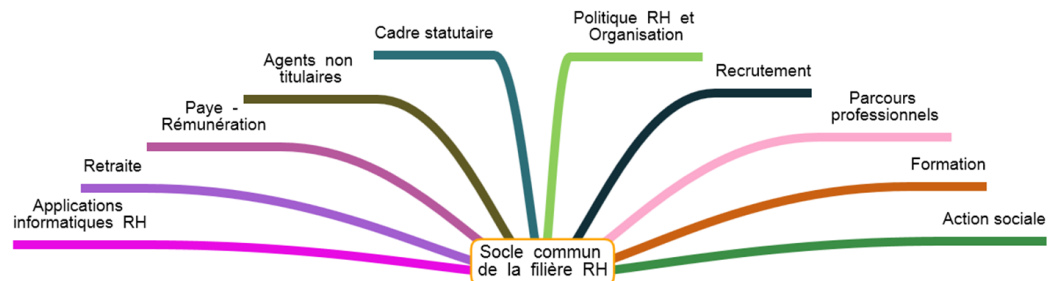 Politique RH et
Organisation
Cadre statutaire
Agents non
titulaires
Recrutement
Paye -
Rémunération
Parcours
professionnels
Retraite
Formation
Applications
informatiques RH
Action sociale
Socle commun
de la filière RH